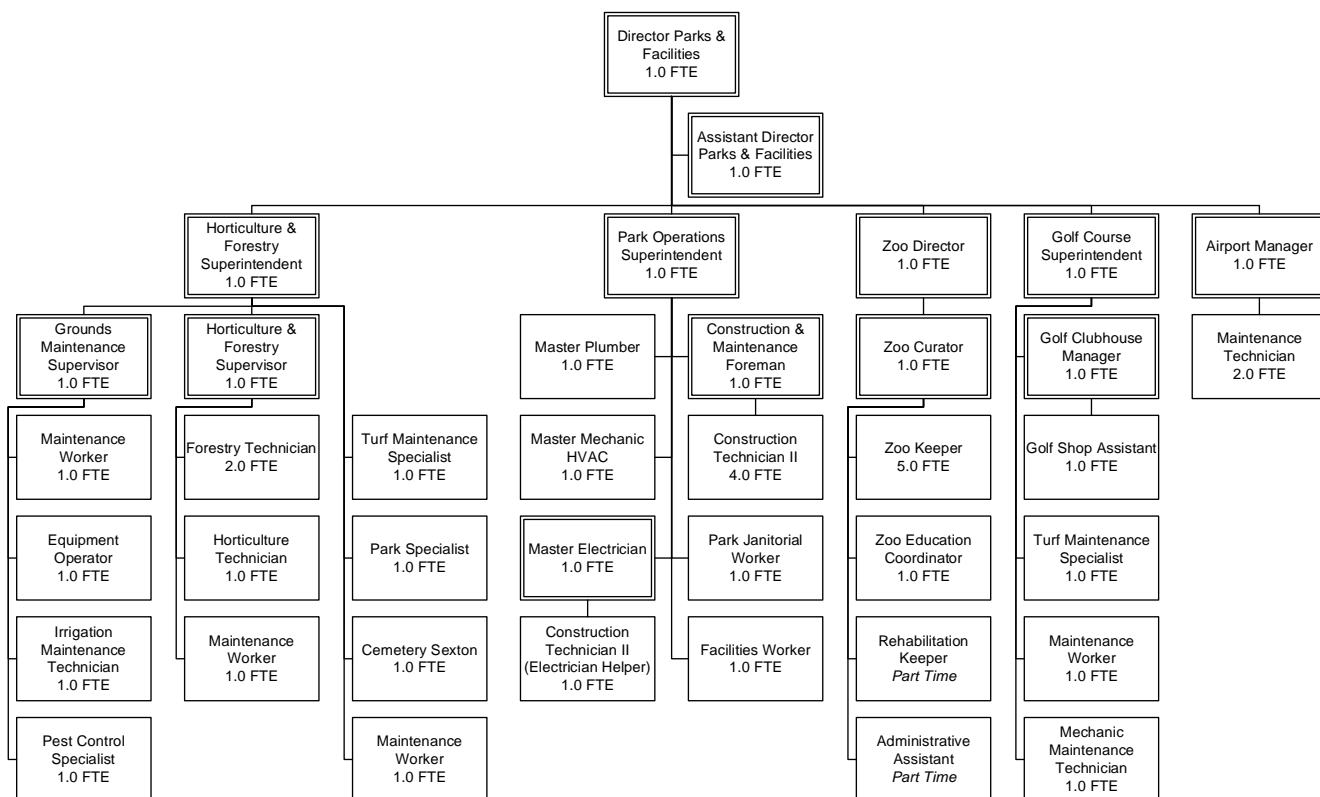 Director Parks &
Facilities
1.0 FTE
Assistant Director
Parks & Facilities
1.0 FTE
Horticulture &
Forestry
Superintendent
1.0 FTE
Park Operations
Superintendent
1.0 FTE
Zoo Director
1.0 FTE
Golf Course
Superintendent
1.0 FTE
Airport Manager
1.0 FTE
Grounds
Maintenance
Supervisor
1.0 FTE
Horticulture &
Forestry
Supervisor
1.0 FTE
Master Plumber
1.0 FTE
Construction &
Maintenance
Foreman
1.0 FTE
Zoo Curator
1.0 FTE
Golf Clubhouse
Manager
1.0 FTE
Maintenance
Technician
2.0 FTE
Maintenance
Worker
1.0 FTE
Forestry Technician
2.0 FTE
Turf Maintenance
Specialist
1.0 FTE
Master Mechanic
HVAC
1.0 FTE
Construction
Technician II
4.0 FTE
Zoo Keeper
5.0 FTE
Golf Shop Assistant
1.0 FTE
Equipment
Operator
1.0 FTE
Horticulture
Technician
1.0 FTE
Park Specialist
1.0 FTE
Master Electrician
1.0 FTE
Park Janitorial
Worker
1.0 FTE
Zoo Education
Coordinator
1.0 FTE
Turf Maintenance
Specialist
1.0 FTE
Irrigation
Maintenance
Technician
1.0 FTE
Maintenance
Worker
1.0 FTE
Cemetery Sexton
1.0 FTE
Construction
Technician II
(Electrician Helper)
1.0 FTE
Facilities Worker
1.0 FTE
Rehabilitation
Keeper
Part Time
Maintenance
Worker
1.0 FTE
Pest Control
Specialist
1.0 FTE
Maintenance
Worker
1.0 FTE
Administrative
Assistant
Part Time
Mechanic
Maintenance
Technician
1.0 FTE